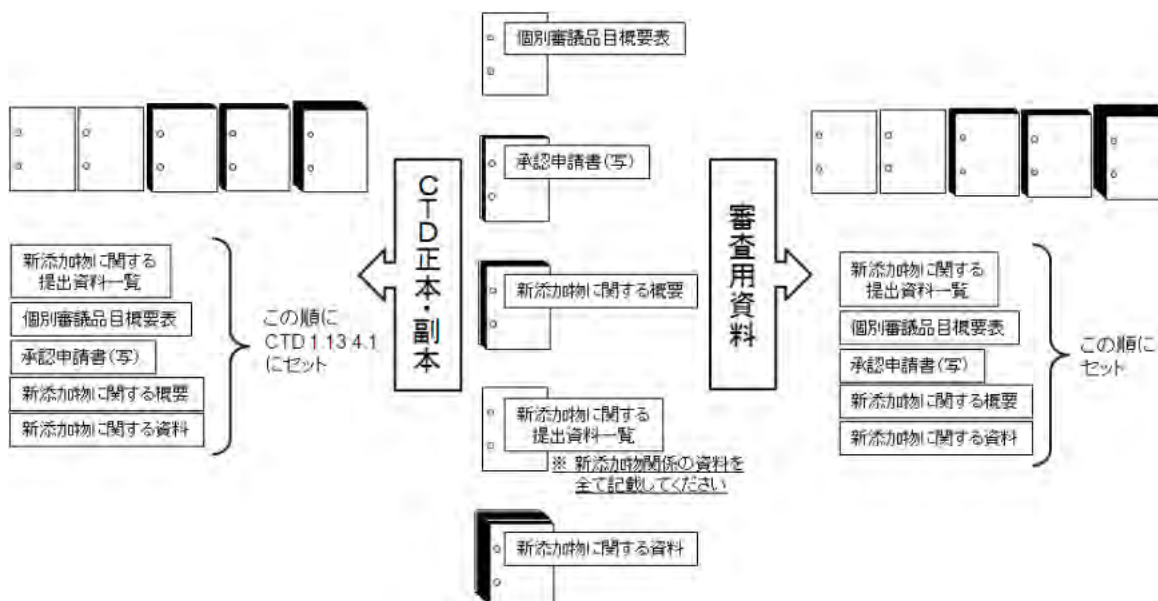 個別審議品目概要表
承認申請書(写)
新添加物に関する概要
新添加物に関する
提出資料一覧
※ 新添加物関係の資料を
全て記載してください
新添加物に関する資料
CTD正本・副本
新添加物に関する
提出資料一覧
個別審議品目概要表
承認申請書(写)
新添加物に関する概要
新添加物に関する資料
この順に
CTD 1.13.4.1
にセット
審査用資料
新添加物に関する
提出資料一覧
個別審議品目概要表
承認申請書(写)
新添加物に関する概要
新添加物に関する資料
この順に
セット